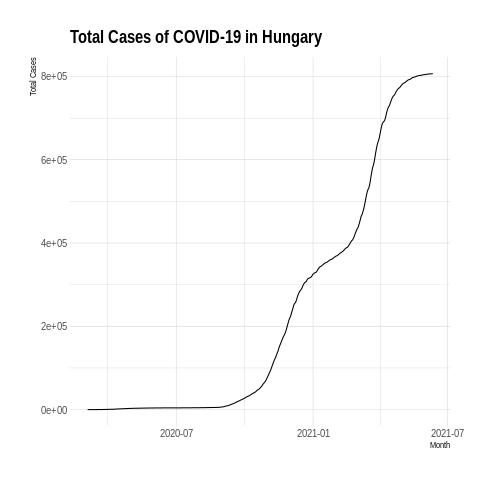 Total Cases of COVID-19 in Hungary
Total Cases
8e+05
6e+05
4e+05
2e+05
0e+00
2020-07
2021-01
2021-07
Month